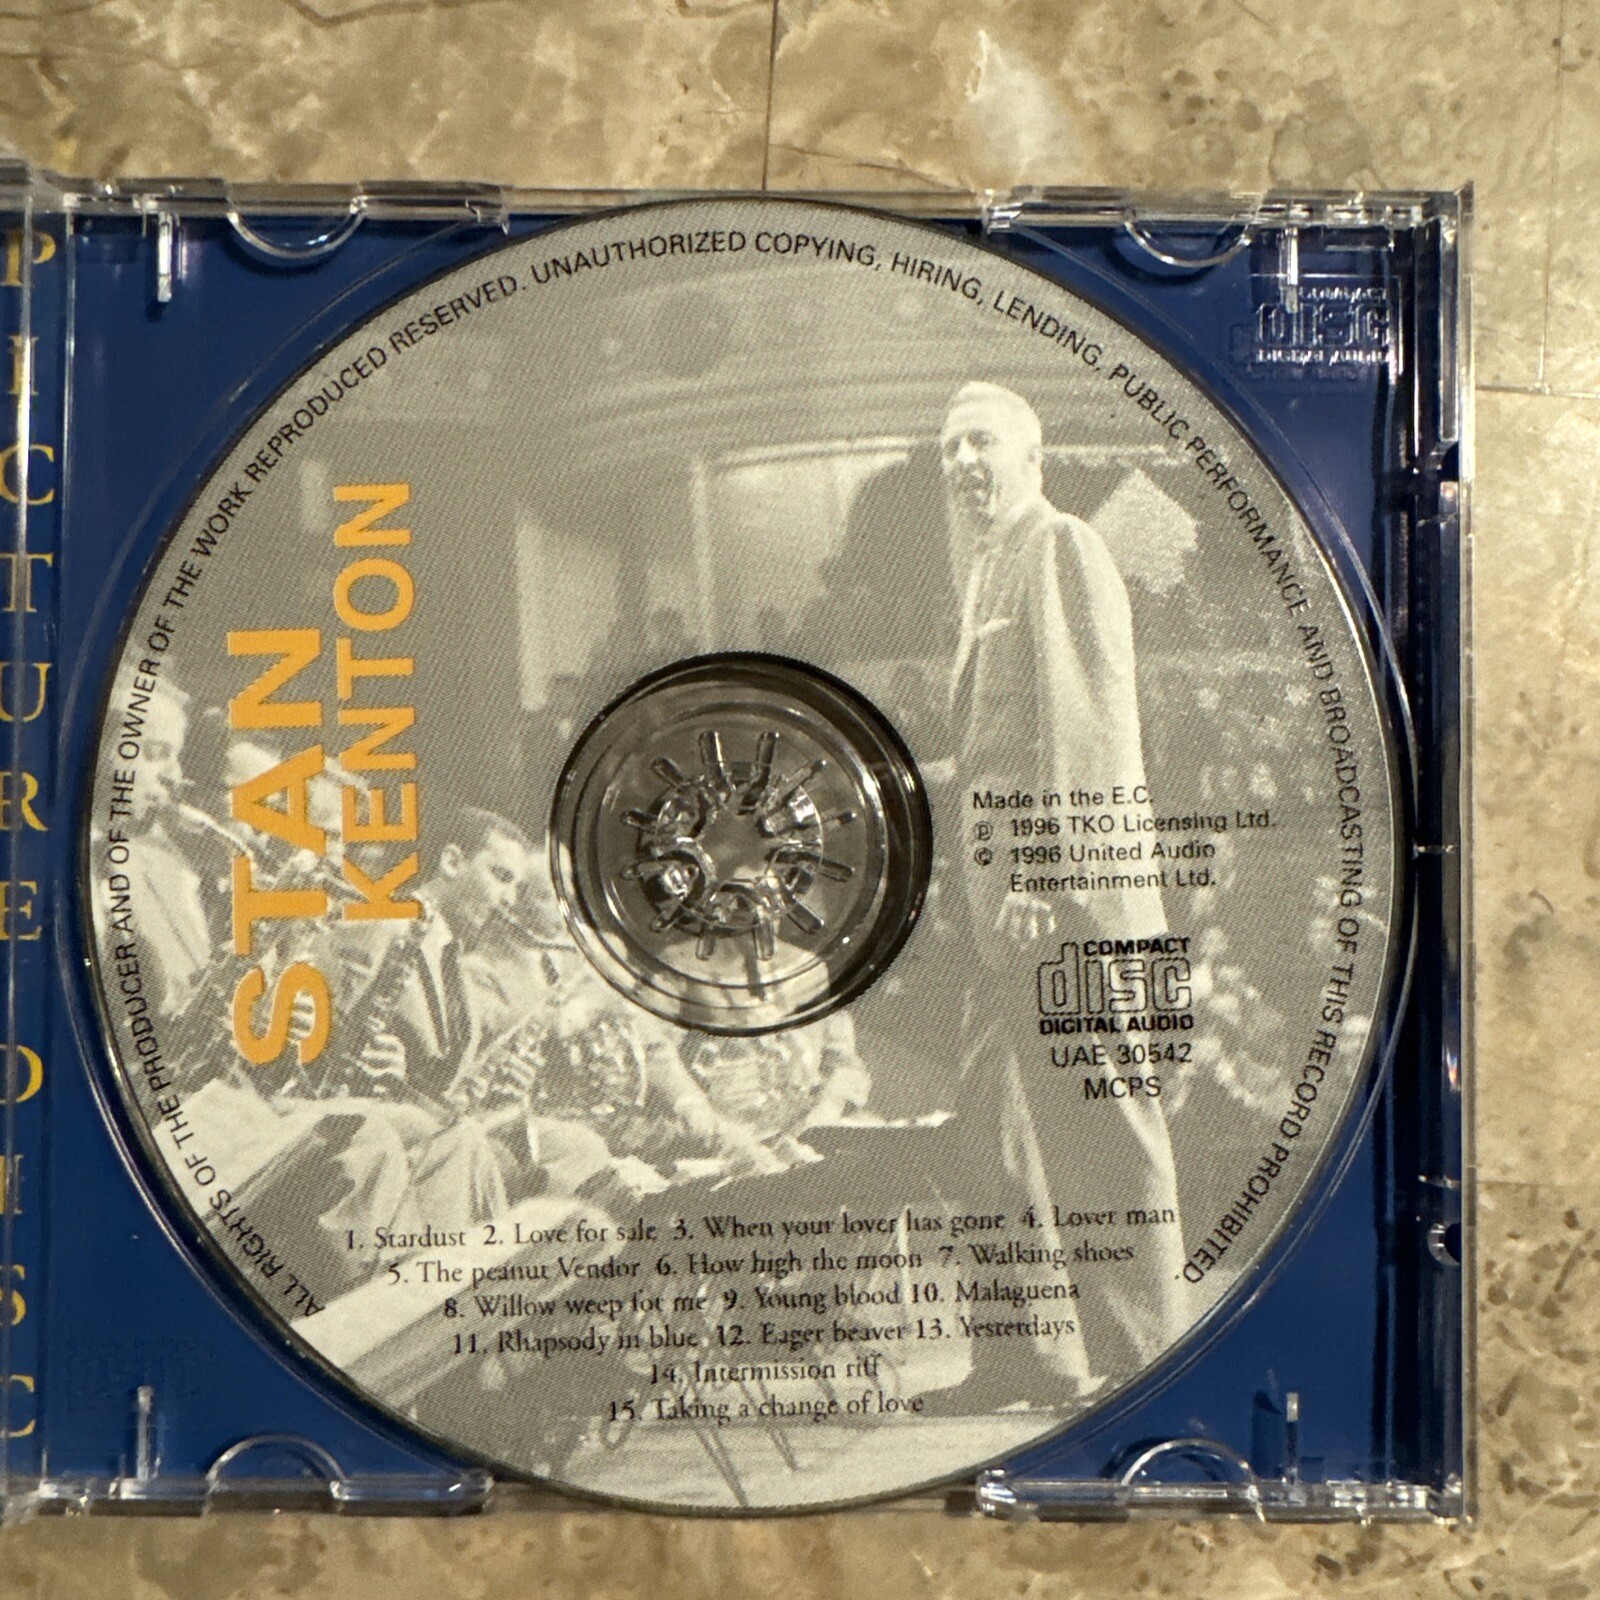 PICTURE DISC
ALL RIGHTS OF THE PRODUCER AND OF THE OWNER OF THE WORK REPRODUCED RESERVED. UNAUTHORIZED COPYING, HIRING, LENDING, PUBLIC PERFORMANCE AND BROADCASTING OF THIS RECORD PROHIBITED.
COMPACT
disc
DIGITAL AUDIO
STAN
KENTON
Made in the E.C.
℗ 1996 TKO Licensing Ltd.
© 1996 United Audio
Entertainment Ltd.
COMPACT
disc
DIGITAL AUDIO
UAE 30542
MCPS
1. Stardust 2. Love for sale 3. When your lover has gone 4. Lover man
5. The peanut Vendor 6. How high the moon 7. Walking shoes
8. Willow weep for me 9. Young blood 10. Malaguena
11. Rhapsody in blue 12. Eager beaver 13. Yesterdays
14. Intermission riff
15. Taking a change of love